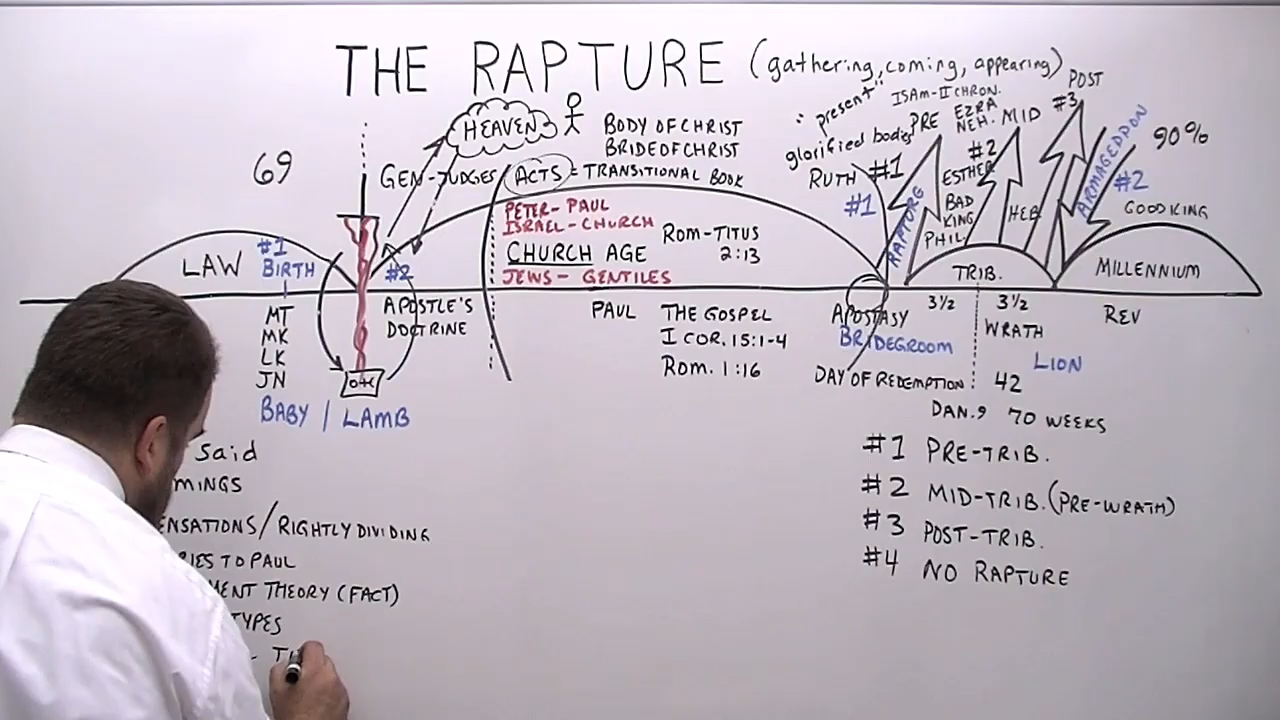 THE RAPTURE (gathering, coming, appearing)
POST
"present"
ISAM-II CHRON.
glorified bodies
PRE
EZRA
NEH.
MID
#3
HEAVEN
BODY OF CHRIST
BRIDE OF CHRIST
90%
69
GEN-JUDGES
ACTS = TRANSITIONAL BOOK
RUTH
#1
#2
ESTHER
ARMAGEDDON
#2
PETER-PAUL
ISRAEL-CHURCH
ROM-TITUS
2:13
#1
RAPTURE
BAD
KING
PHIL.
HEB
GOOD KING
LAW
#1
BIRTH
#2
CHURCH AGE
JEWS - GENTILES
TRIB.
MILLENNIUM
MT
MK
LK
JN
APOSTLE'S
DOCTRINE
PAUL
THE GOSPEL
I COR. 15:1-4
Rom. 1:16
APOSTASY
BRIDEGROOM
3½
3½
WRATH
REV
LION
DAY OF REDEMPTION
42
BABY / LAMB
DAN. 9
70 WEEKS
#1 PRE-TRIB.
#2 MID-TRIB. (PRE-WRATH)
#3 POST-TRIB.
#4 NO RAPTURE
said
MINGS
ENSATIONS/RIGHTLY DIVIDING
RIES TO PAUL
MENT THEORY (FACT)
TYPES